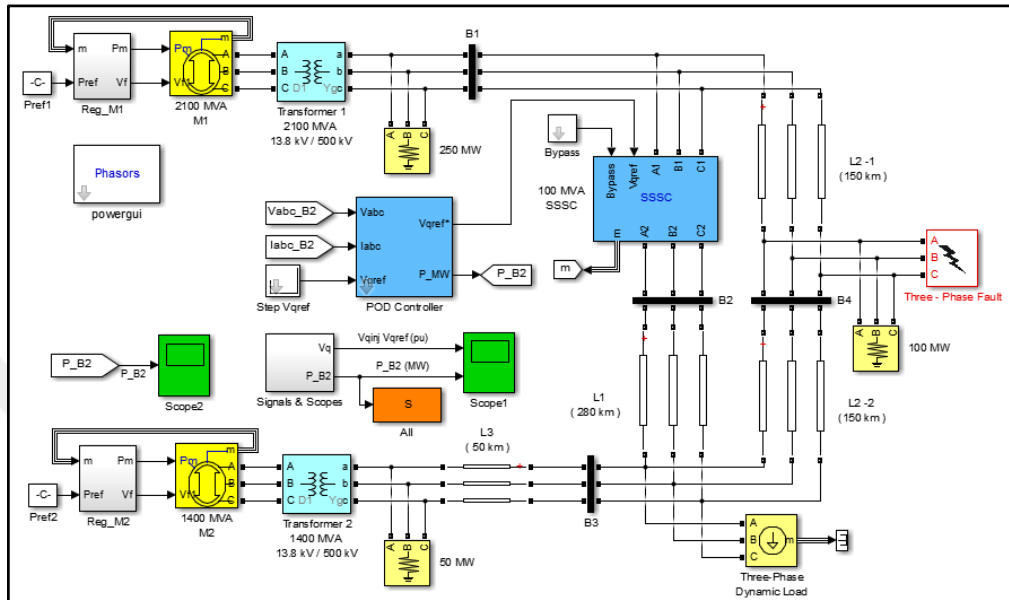 m
Pref
Pm
Vf
Reg_M1
-C-
Pref1
Pm
Vf1
m
A
B
C
2100 MVA
M1
A
B
C
D1
Yg
a
b
c
Transformer 1
2100 MVA
13.8 kV / 500 kV
A
B
C
250 MW
B1
Phasors
powergui
Bypass
100 MVA
SSSC
Bypass
Vqref
A1
B1
C1
SSSC
m
A2
B2
C2
m
L2 -1
( 150 km )
Vabc_B2
Iabc_B2
Step Vqref
Vabc
Iabc
Vqref
Vqref*
P_MW
POD Controller
P_B2
B2
B4
A
B
C
Three - Phase Fault
A
B
C
100 MW
P_B2
P_B2
Scope2
Vq
P_B2
Signals & Scopes
Vqinj Vqref (pu)
P_B2 (MW)
Scope1
S
All
L1
( 280 km )
L2 -2
( 150 km )
L3
( 50 km )
m
Pref
Pm
Vf
Reg_M2
-C-
Pref2
Pm
Vf1
m
A
B
C
1400 MVA
M2
A
B
C
D1
Yg
a
b
c
Transformer 2
1400 MVA
13.8 kV / 500 kV
A
B
C
50 MW
B3
A
B
C
m
Three-Phase
Dynamic Load